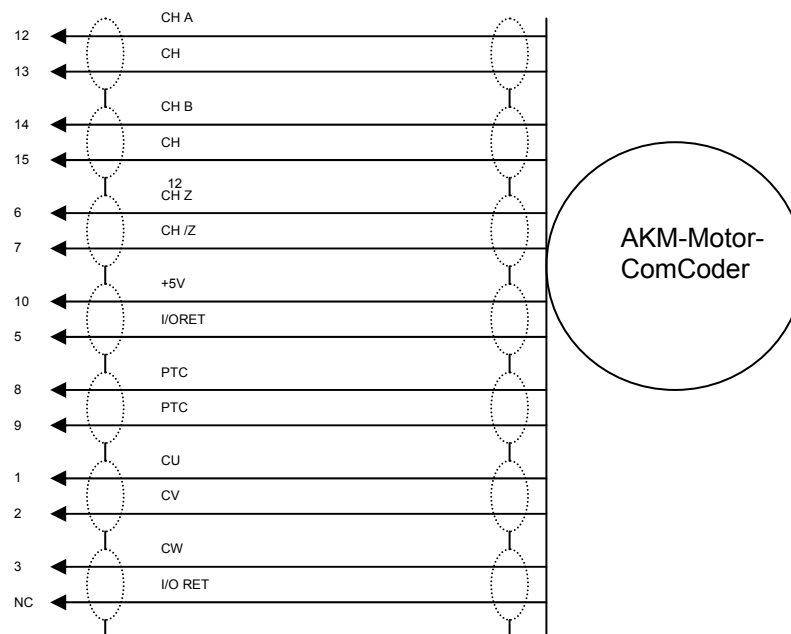 CH A
12
CH
13
CH B
14
CH
15
12
CH Z
6
CH /Z
7
+5V
10
I/ORET
5
PTC
8
PTC
9
CU
1
CV
2
CW
3
I/O RET
NC
AKM-Motor-
ComCoder